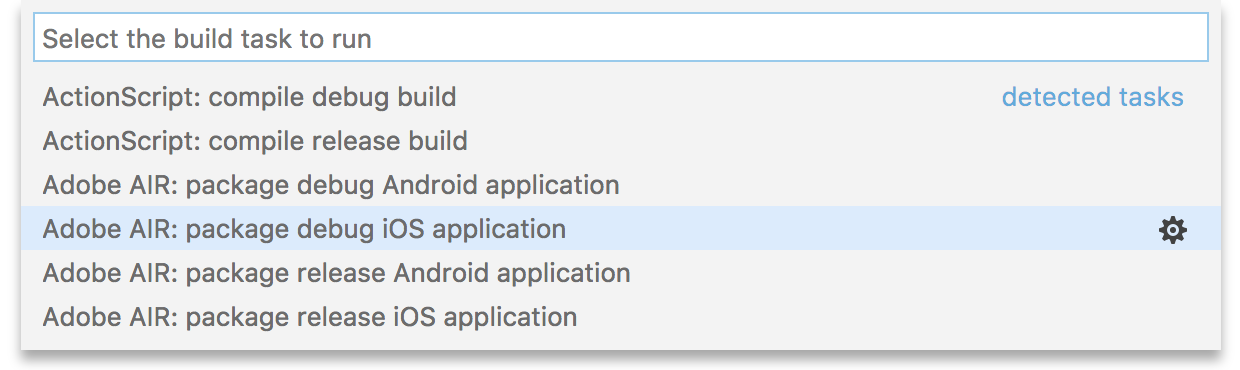 Select the build task to run
ActionScript: compile debug build detected tasks
ActionScript: compile release build
Adobe AIR: package debug Android application
Adobe AIR: package debug iOS application
Adobe AIR: package release Android application
Adobe AIR: package release iOS application